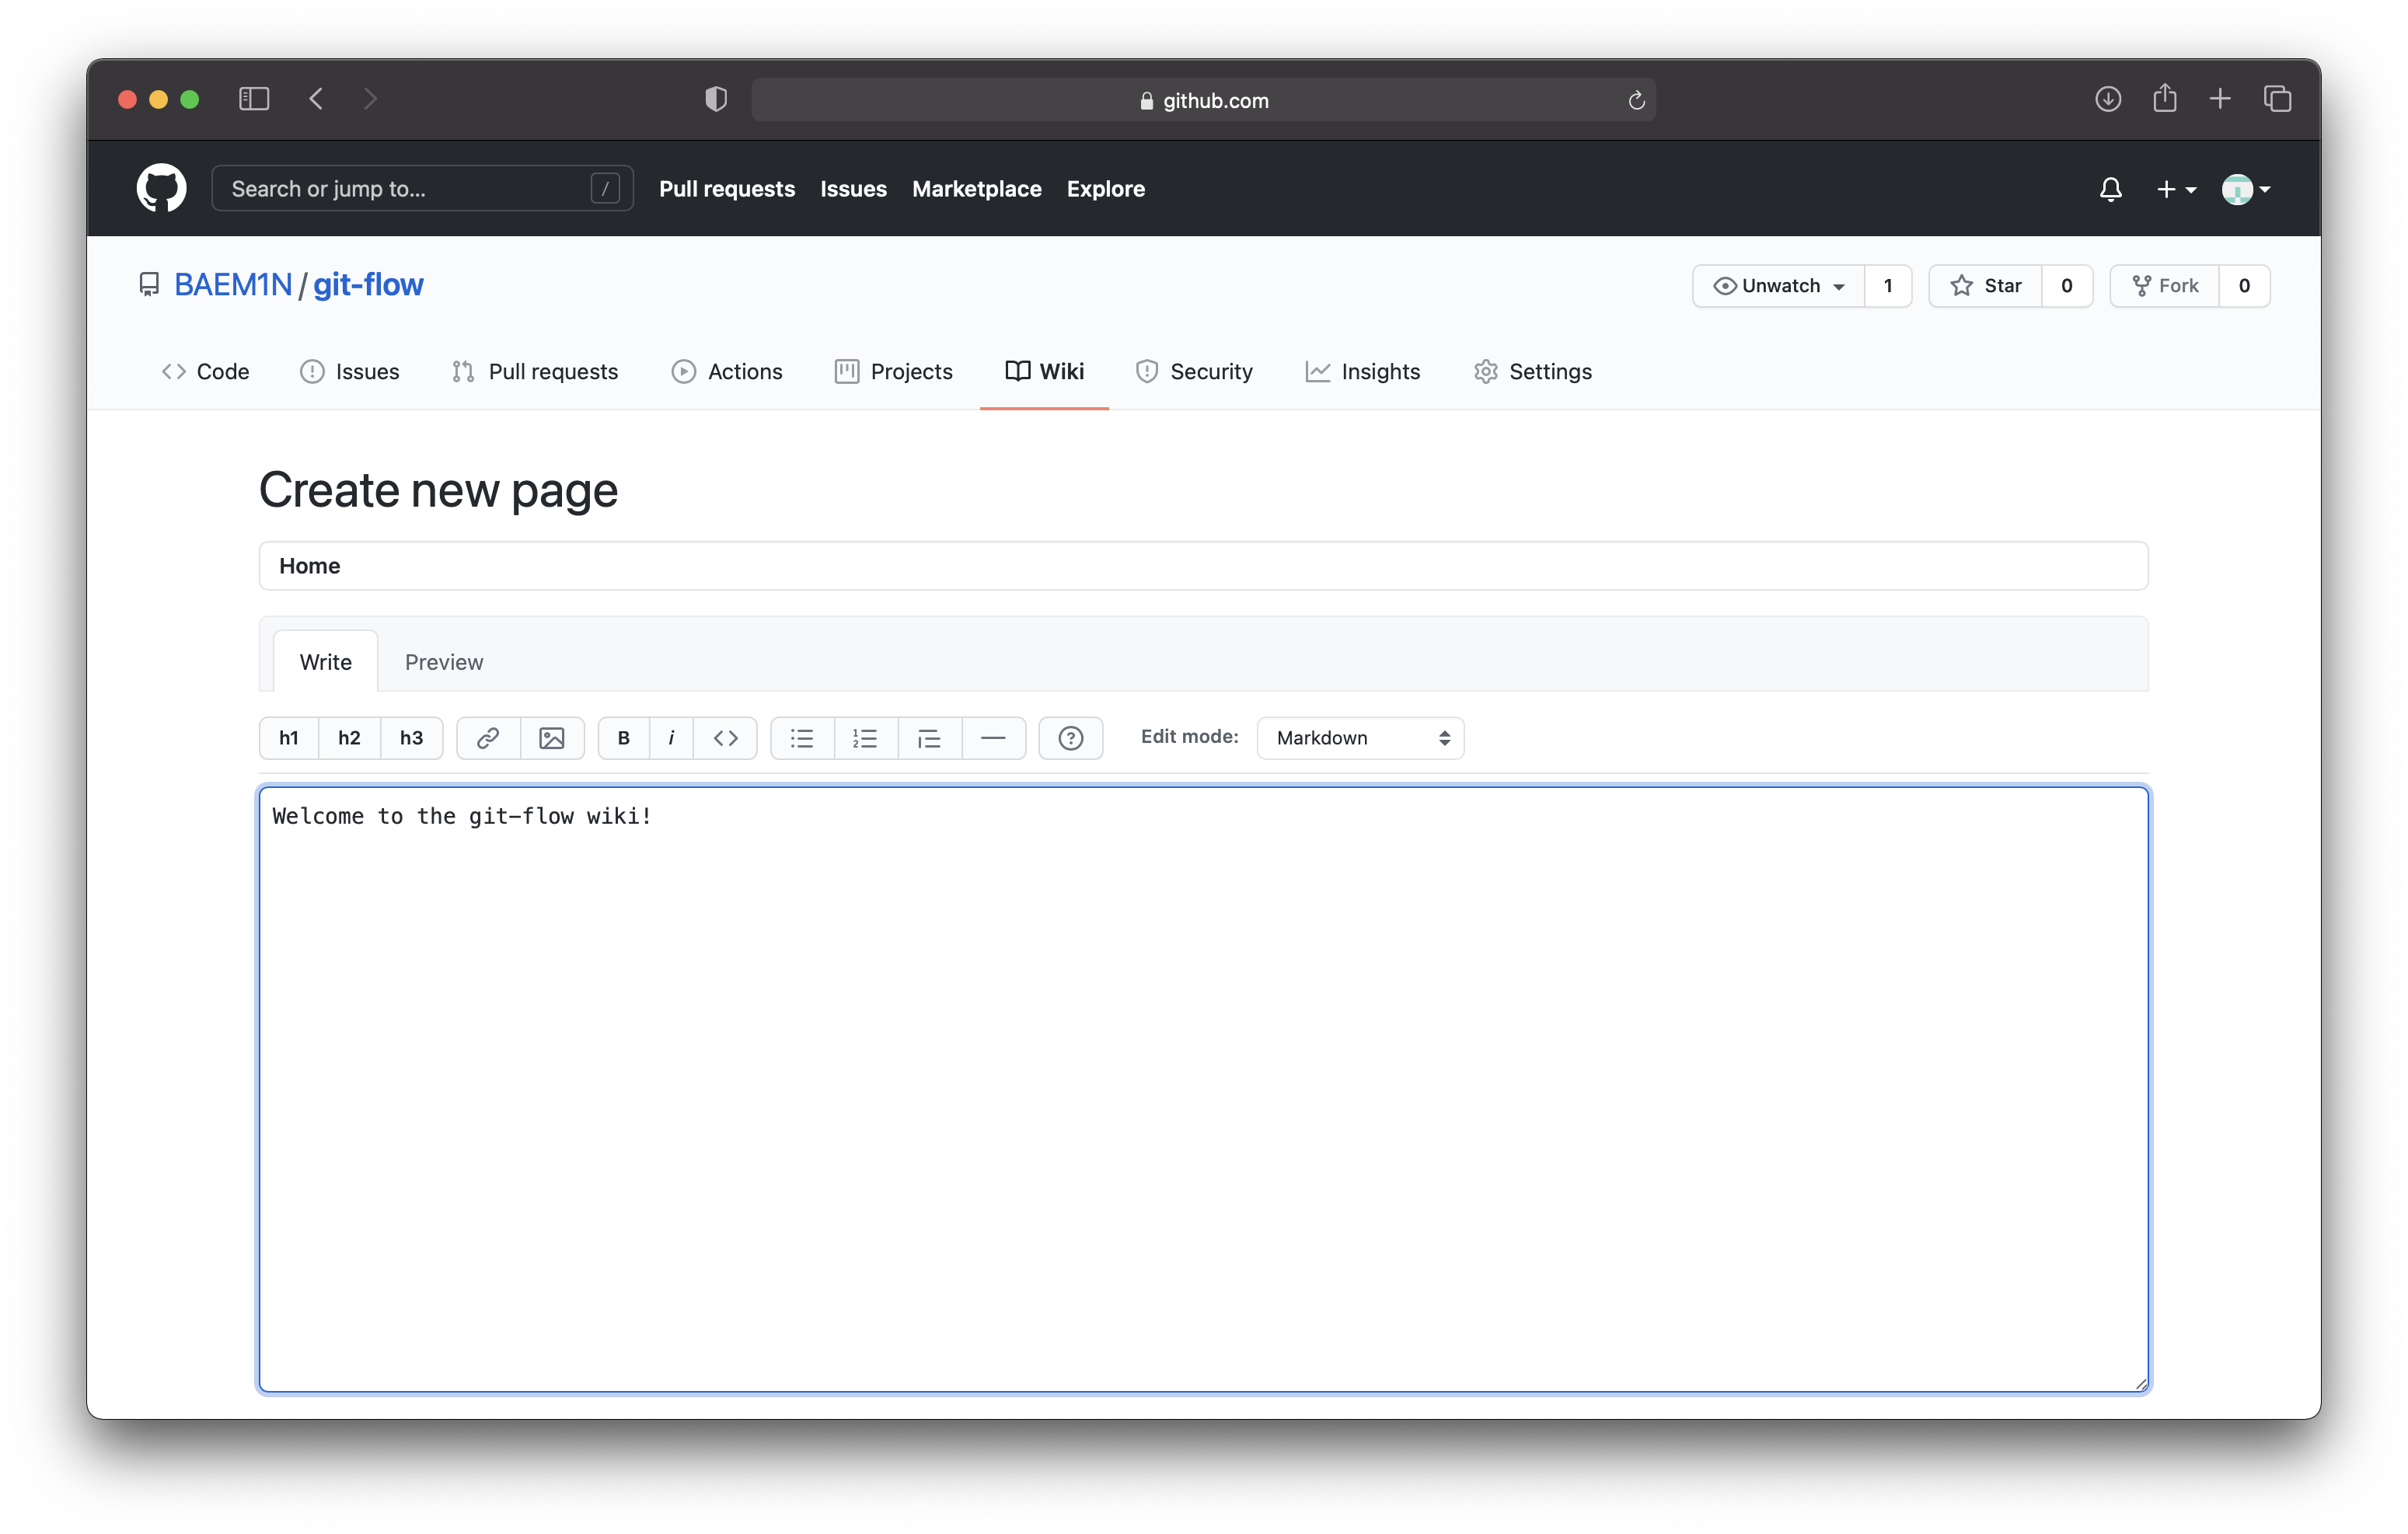 github.com
Search or jump to... / Pull requests Issues Marketplace Explore
BAEM1N / git-flow Unwatch 1 Star 0 Fork 0
Code Issues Pull requests Actions Projects Wiki Security Insights Settings
Create new page
Home
Write Preview
h1 h2 h3 B i Edit mode: Markdown
Welcome to the git-flow wiki!